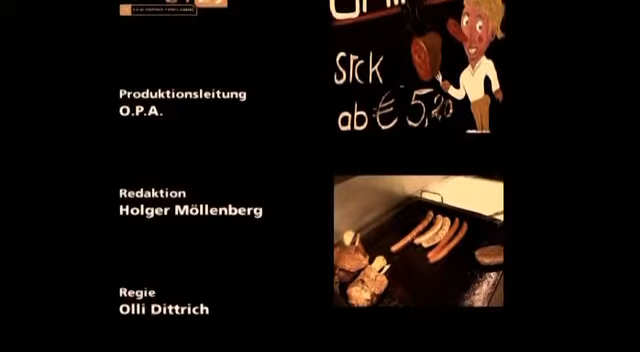 Produktionsleitung
O.P.A.
Redaktion
Holger Möllenberg
Regie
Olli Dittrich
STCK
ab € 5,20